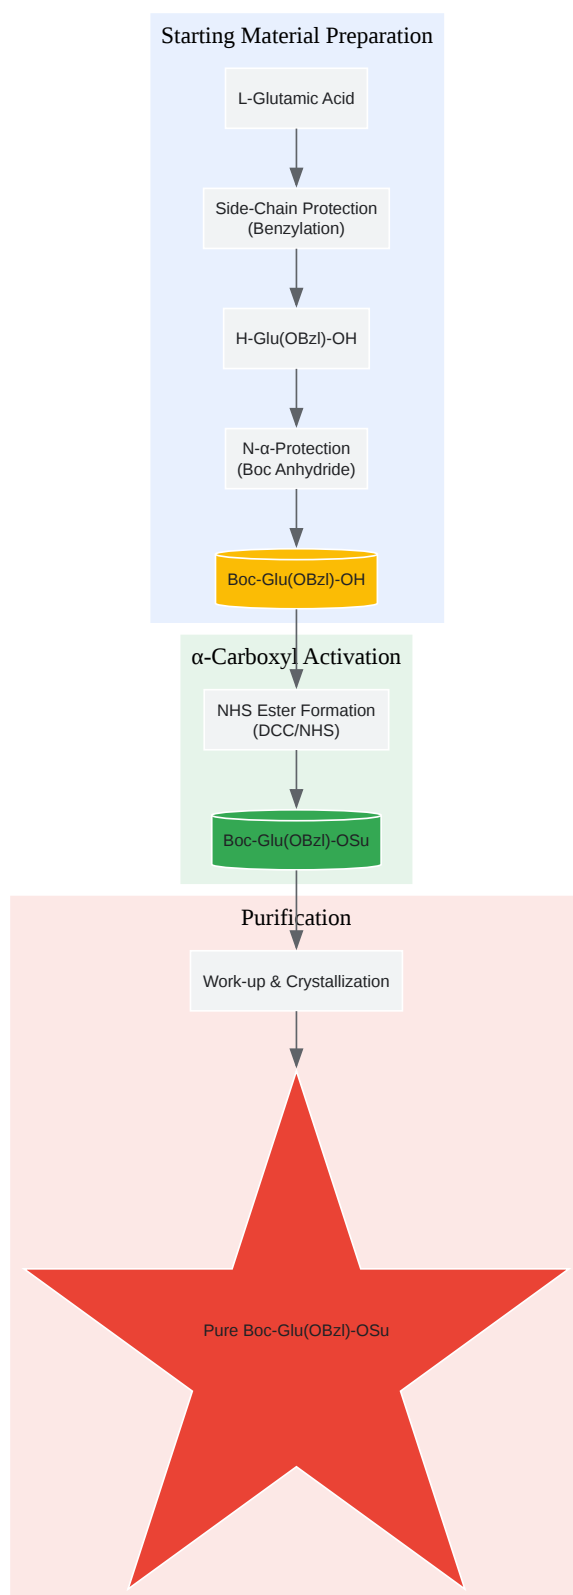 Starting Material Preparation
L-Glutamic Acid
Side-Chain Protection
(Benzylation)
H-Glu(OBzl)-OH
N-α-Protection
(Boc Anhydride)
Boc-Glu(OBzl)-OH
α-Carboxyl Activation
NHS Ester Formation
(DCC/NHS)
Boc-Glu(OBzl)-OSu
Purification
Work-up & Crystallization
Pure Boc-Glu(OBzl)-OSu